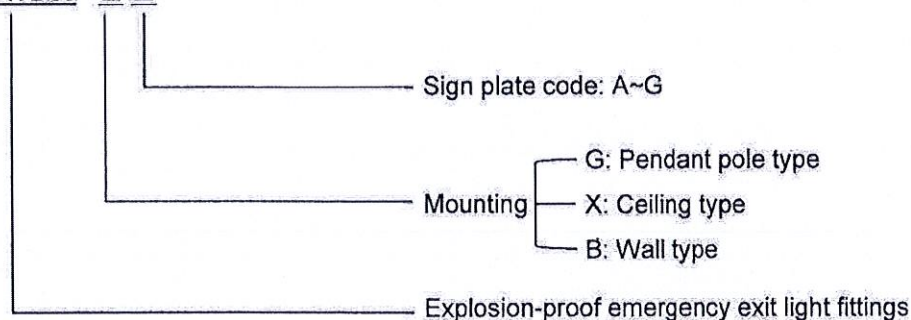 Sign plate code: A~G
G: Pendant pole type
Mounting
X: Ceiling type
B: Wall type
Explosion-proof emergency exit light fittings